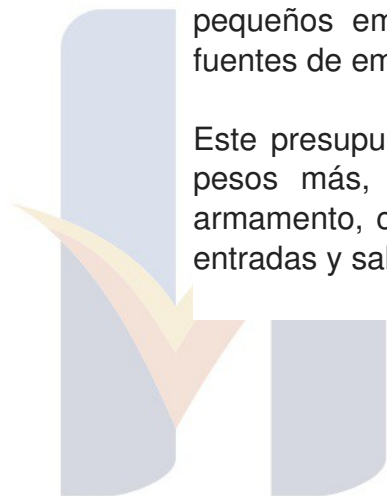 pequeños em
fuentes de em
Este presupu
pesos más,
armamento, c
entradas y sal